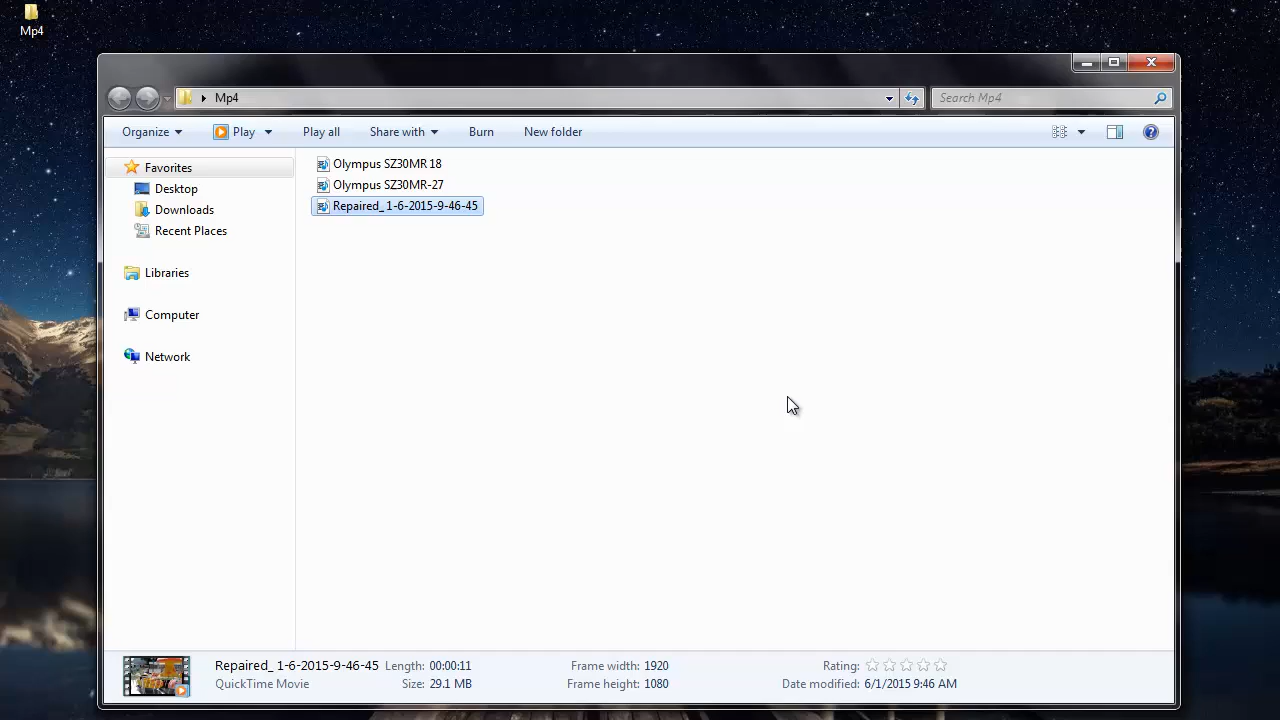 Mp4
Mp4
Search Mp4
Organize Play Play all Share with Burn New folder
Favorites
Desktop
Downloads
Recent Places
Libraries
Computer
Network
Olympus SZ30MR 18
Olympus SZ30MR-27
Repaired_ 1-6-2015-9-46-45
Repaired_ 1-6-2015-9-46-45 Length: 00:00:11 Frame width: 1920 Rating:
QuickTime Movie Size: 29.1 MB Frame height: 1080 Date modified: 6/1/2015 9:46 AM